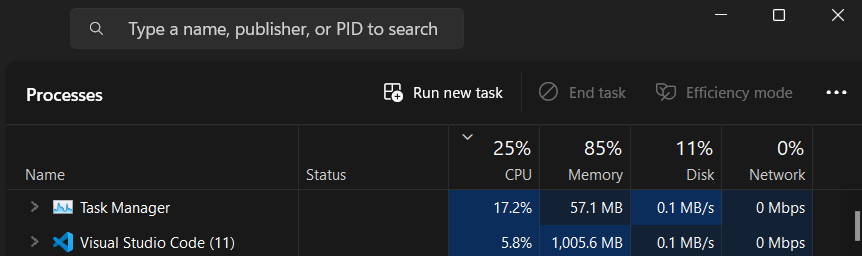 Type a name, publisher, or PID to search
Processes Run new task End task Efficiency mode
25% 85% 11% 0%
Name Status CPU Memory Disk Network
Task Manager 17.2% 57.1 MB 0.1 MB/s 0 Mbps
Visual Studio Code (11) 5.8% 1,005.6 MB 0.1 MB/s 0 Mbps